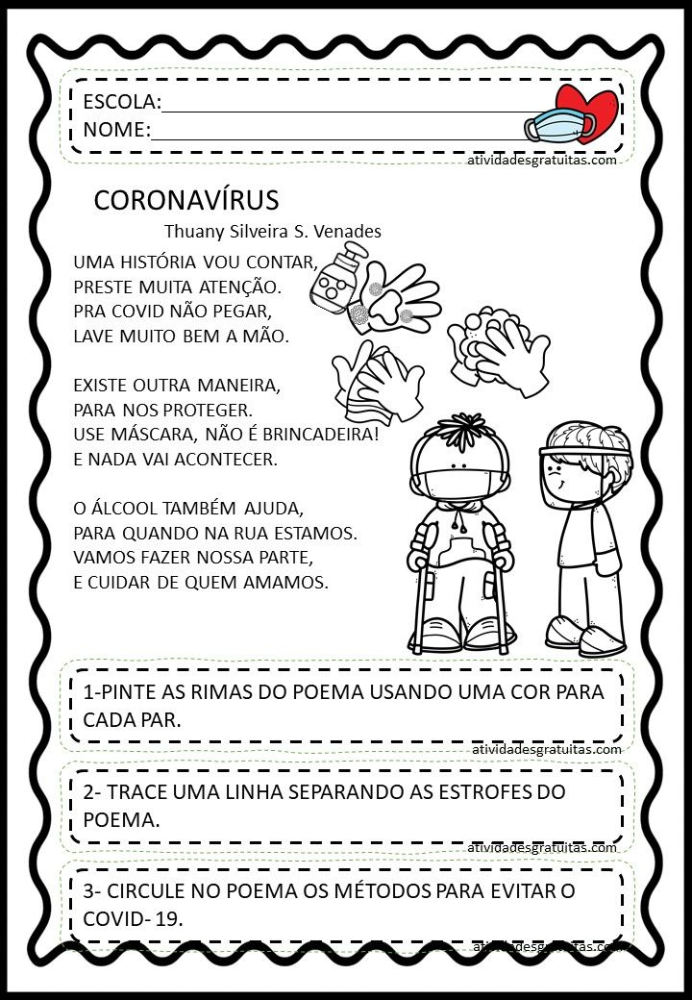 ESCOLA:
NOME:
atividadesgratuitas.com
CORONAVÍRUS
Thuany Silveira S. Venades
UMA HISTÓRIA VOU CONTAR,
PRESTE MUITA ATENÇÃO.
PRA COVID NÃO PEGAR,
LAVE MUITO BEM A MÃO.
EXISTE OUTRA MANEIRA,
PARA NOS PROTEGER.
USE MÁSCARA, NÃO É BRINCADEIRA!
E NADA VAI ACONTECER.
O ÁLCOOL TAMBÉM AJUDA,
PARA QUANDO NA RUA ESTAMOS.
VAMOS FAZER NOSSA PARTE,
E CUIDAR DE QUEM AMAMOS.
1-PINTE AS RIMAS DO POEMA USANDO UMA COR PARA
CADA PAR.
atividadesgratuitas.com
2- TRACE UMA LINHA SEPARANDO AS ESTROFES DO
POEMA.
atividadesgratuitas.com
3- CIRCULE NO POEMA OS MÉTODOS PARA EVITAR O
COVID- 19.
atividadesgratuitas.com